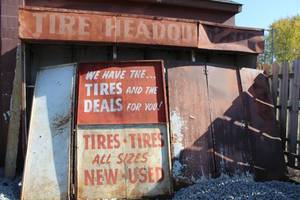 TIRE HEADQU
WE HAVE THE...
TIRES AND THE
DEALS FOR YOU!
TIRES • TIRES
ALL SIZES
NEW • USED